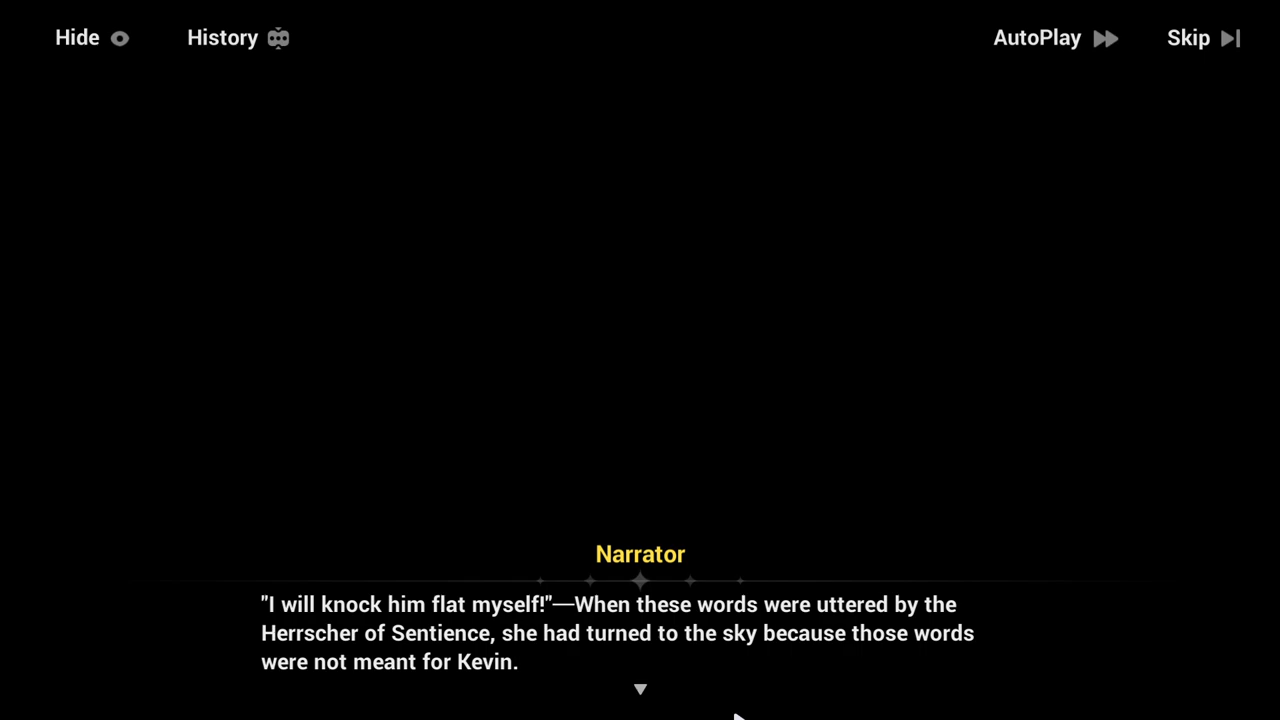 Hide
History
AutoPlay
Skip
Narrator
"I will knock him flat myself!"—When these words were uttered by the
Herrscher of Sentience, she had turned to the sky because those words
were not meant for Kevin.